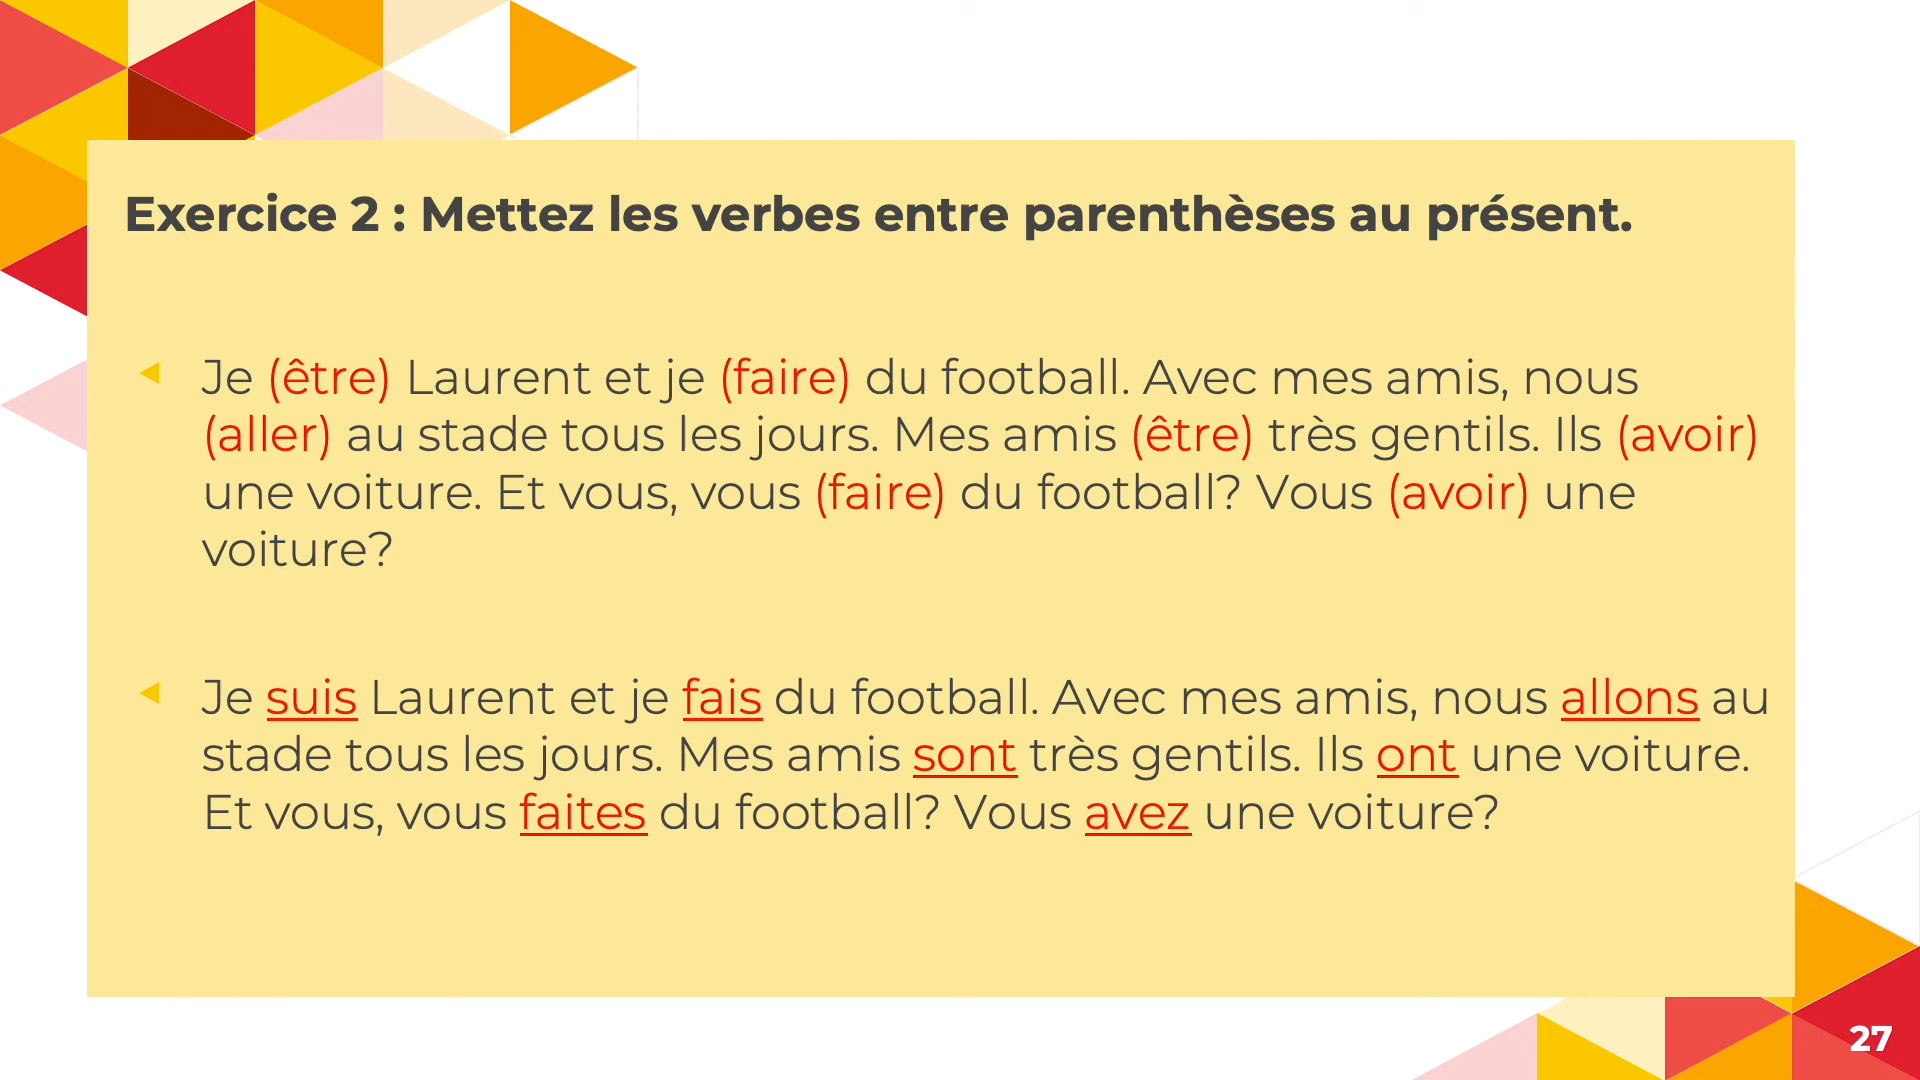 Exercice 2 : Mettez les verbes entre parenthèses au présent.
Je (être) Laurent et je (faire) du football. Avec mes amis, nous
(aller) au stade tous les jours. Mes amis (être) très gentils. Ils (avoir)
une voiture. Et vous, vous (faire) du football? Vous (avoir) une
voiture?
Je suis Laurent et je fais du football. Avec mes amis, nous allons au
stade tous les jours. Mes amis sont très gentils. Ils ont une voiture.
Et vous, vous faites du football? Vous avez une voiture?
27